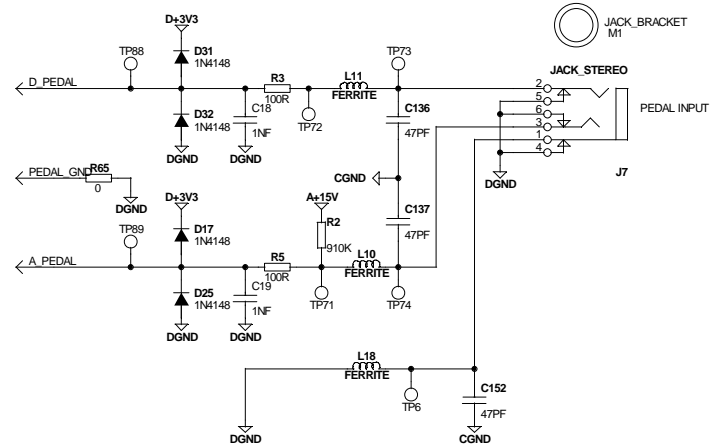 D+3V3
JACK_BRACKET
M1
TP88
D31
1N4148
TP73
L11
JACK_STEREO
D_PEDAL
R3
100R
FERRITE
2
5
6
3
1
4
PEDAL INPUT
J7
D32
1N4148
C18
1NF
TP72
C136
47PF
DGND
DGND
DGND
PEDAL_GND
R65
0
DGND
CGND
D+3V3
A+15V
TP89
D17
1N4148
R2
910K
C137
47PF
A_PEDAL
R5
100R
L10
FERRITE
D25
1N4148
C19
1NF
TP71
TP74
DGND
DGND
L18
FERRITE
TP6
C152
47PF
DGND
CGND